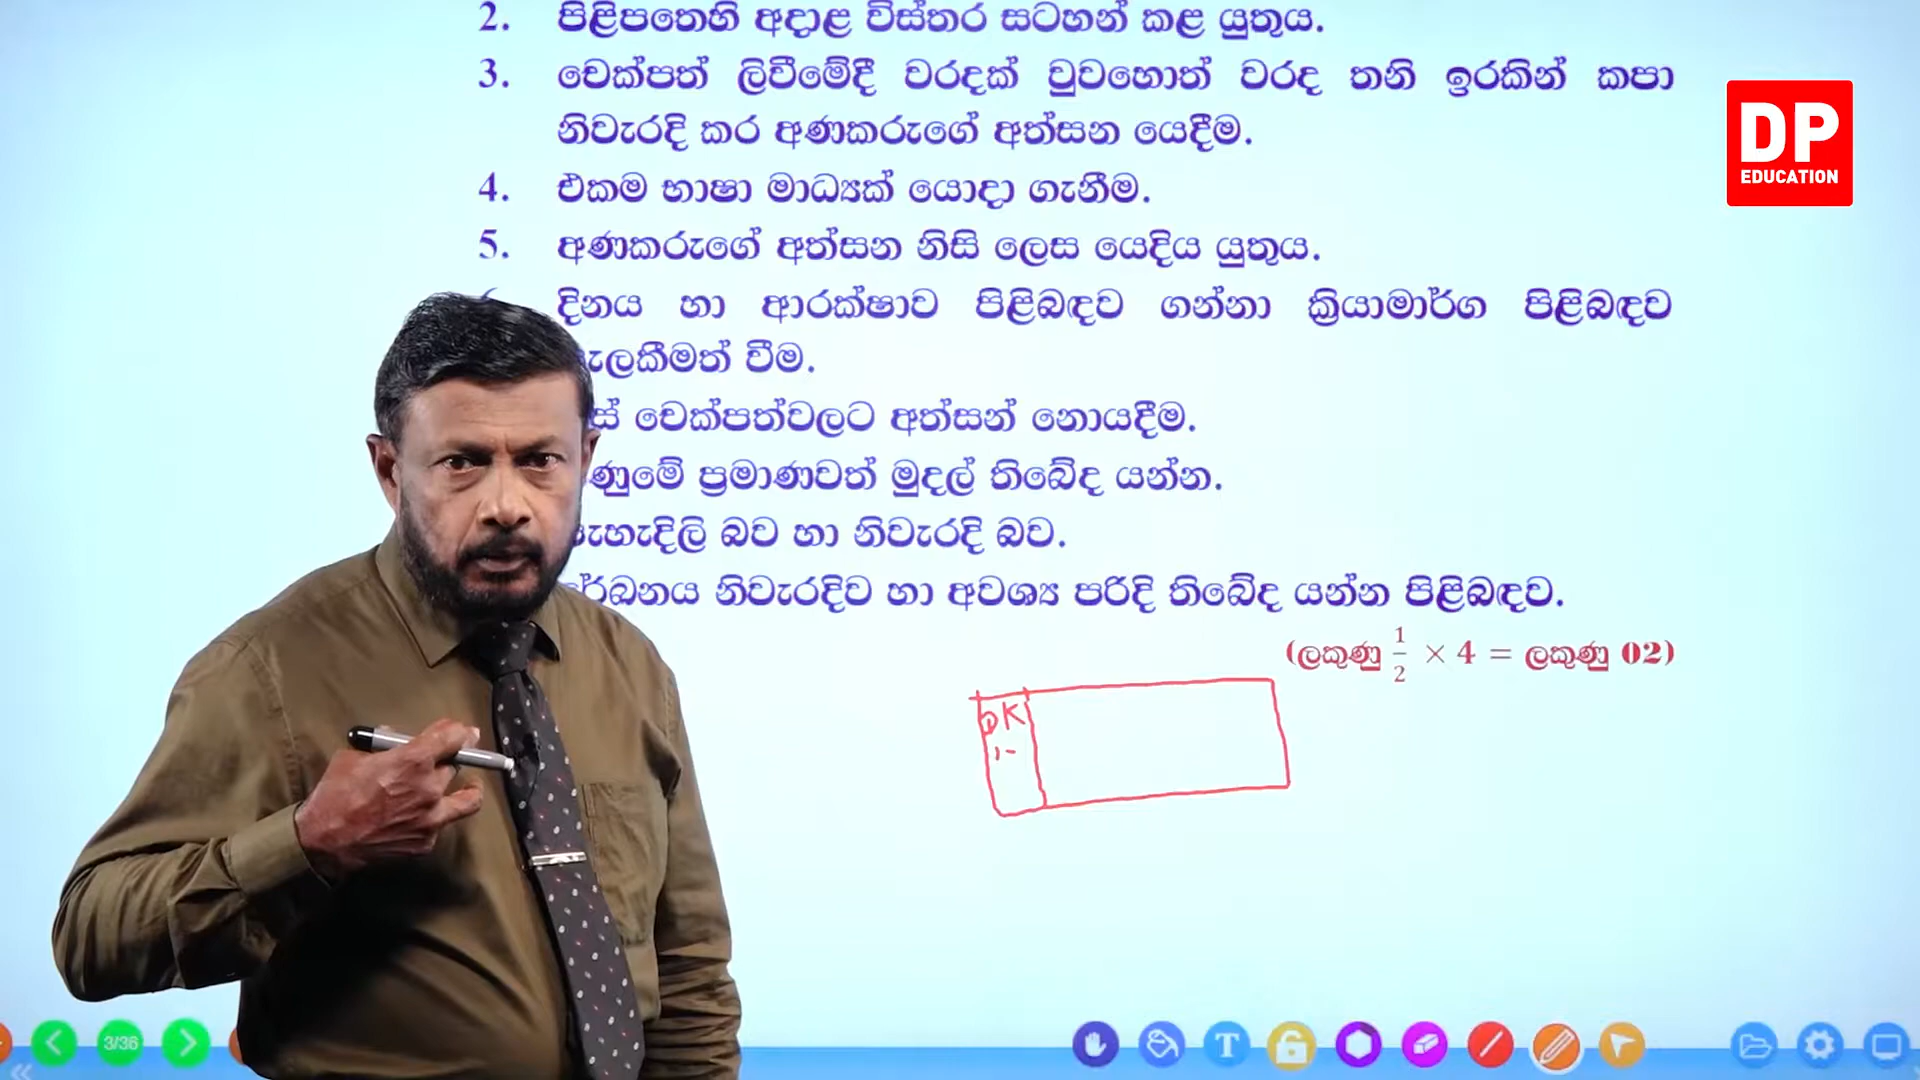 2. පිළිපතෙහි අදාළ විස්තර සටහන් කළ යුතුය.
3. චෙක්පත් ලිවීමේදී වරදක් වුවහොත් වරද තනි ඉරකින් කපා
නිවැරදි කර අණකරුගේ අත්සන යෙදීම.
4. එකම භාෂා මාධ්‍යක් යොදා ගැනීම.
5. අණකරුගේ අත්සන නිසි ලෙස යෙදිය යුතුය.
දිනය හා ආරක්ෂාව පිළිබඳව ගන්නා ක්‍රියාමාර්ග පිළිබඳව
වීම.
චෙක්පත්වලට අත්සන් නොයදීම.
ප්‍රමාණවත් මුදල් තිබේද යන්න.
බව හා නිවැරදි බව.
නිවැරදිව හා අවශ්‍ය පරිදි තිබේද යන්න පිළිබඳව.
(ලකුණු 1/2 × 4 = ලකුණු 02)
DP
EDUCATION
3/36
T